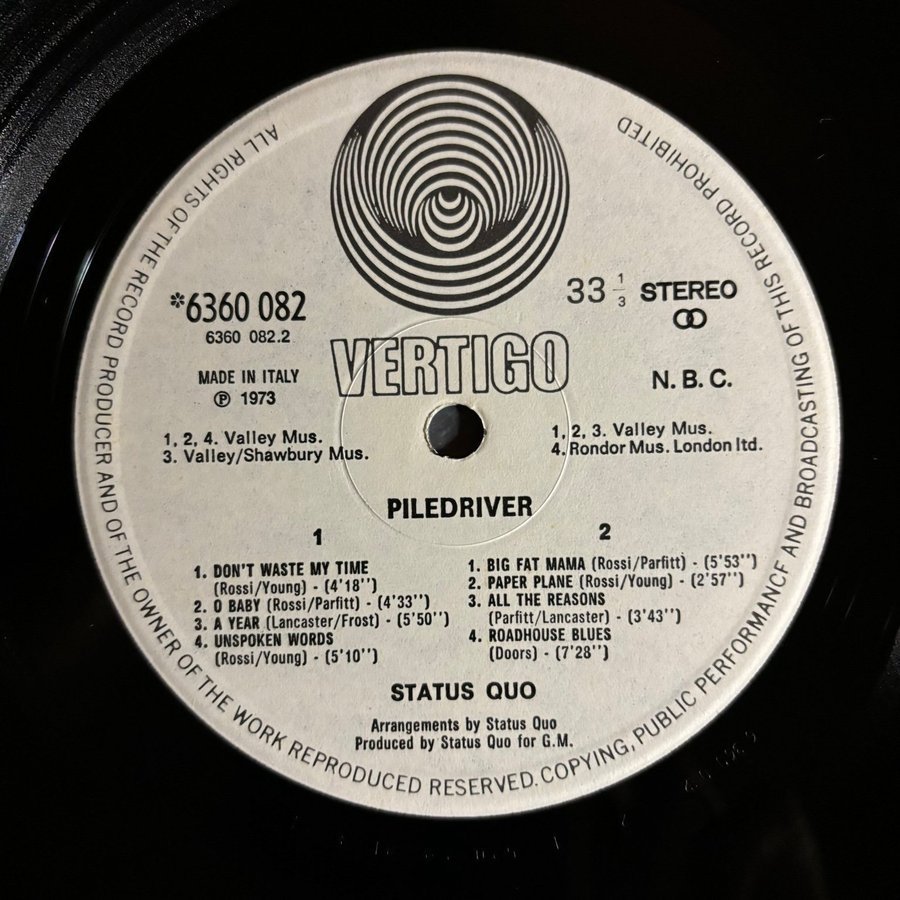 ALL RIGHTS OF THE RECORD PRODUCER AND OF THE OWNER OF THE WORK REPRODUCED RESERVED. COPYING, PUBLIC PERFORMANCE AND BROADCASTING OF THIS RECORD PROHIBITED
*6360 082
6360 082.2
33 1/3 STEREO
VERTIGO
MADE IN ITALY
℗ 1973
N. B. C.
1, 2, 4. Valley Mus.
3. Valley/Shawbury Mus.
1, 2, 3. Valley Mus.
4. Rondor Mus. London ltd.
PILEDRIVER
1
1. DON'T WASTE MY TIME
(Rossi/Young) - (4'18'')
2. O BABY (Rossi/Parfitt) - (4'33'')
3. A YEAR (Lancaster/Frost) - (5'50'')
4. UNSPOKEN WORDS
(Rossi/Young) - (5'10'')
2
1. BIG FAT MAMA (Rossi/Parfitt) - (5'53'')
2. PAPER PLANE (Rossi/Young) - (2'57'')
3. ALL THE REASONS
(Parfitt/Lancaster) - (3'43'')
4. ROADHOUSE BLUES
(Doors) - (7'28'')
STATUS QUO
Arrangements by Status Quo
Produced by Status Quo for G.M.